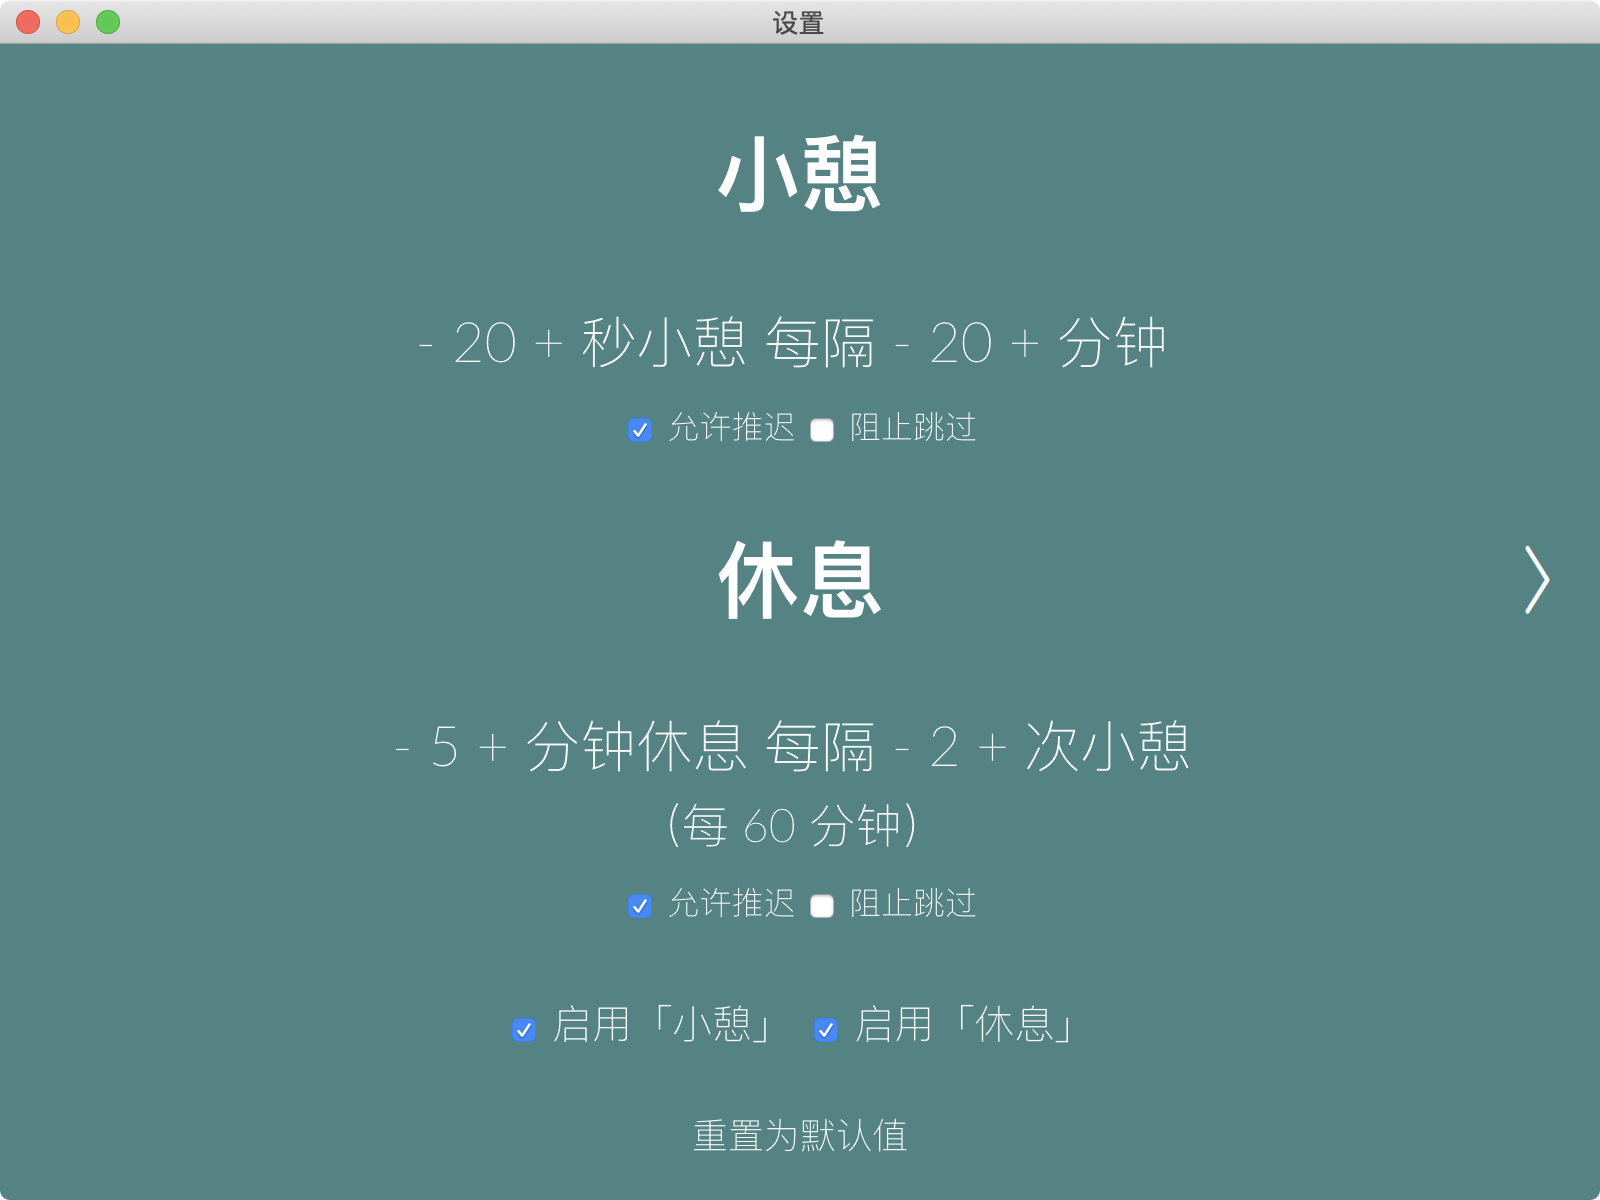 设置
小憩
- 20 + 秒小憩 每隔 - 20 + 分钟
允许推迟 阻止跳过
休息
- 5 + 分钟休息 每隔 - 2 + 次小憩
(每 60 分钟)
允许推迟 阻止跳过
启用「小憩」 启用「休息」
重置为默认值